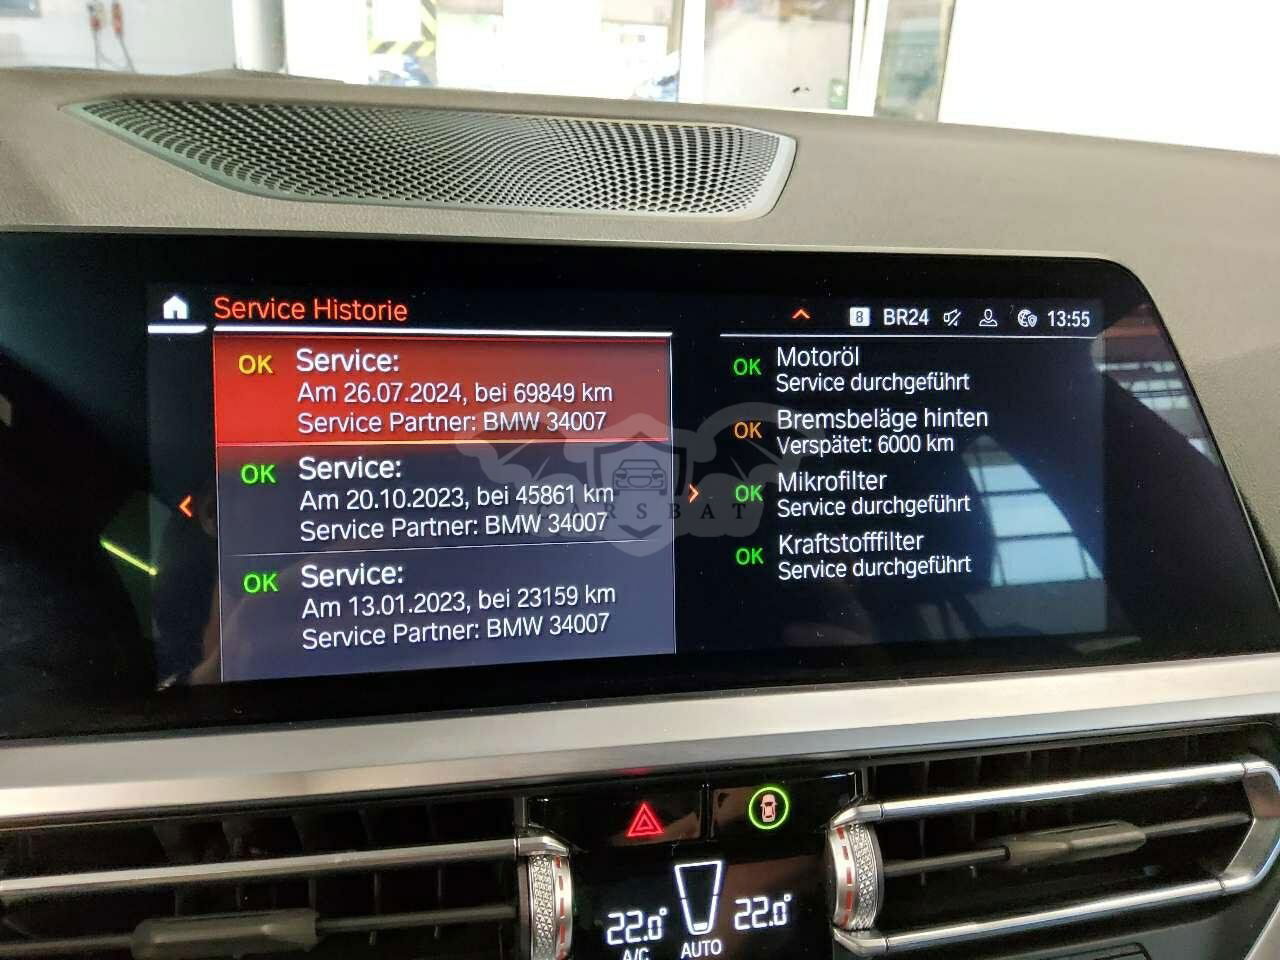 Service Historie
8 BR24 13:55
OK Service:
Am 26.07.2024, bei 69849 km
Service Partner: BMW 34007
OK Service:
Am 20.10.2023, bei 45861 km
Service Partner: BMW 34007
OK Service:
Am 13.01.2023, bei 23159 km
Service Partner: BMW 34007
OK Motoröl
Service durchgeführt
OK Bremsbeläge hinten
Verspätet: 6000 km
OK Mikrofilter
Service durchgeführt
OK Kraftstofffilter
Service durchgeführt
CARSBAT
22.0° 22.0°
A/C AUTO